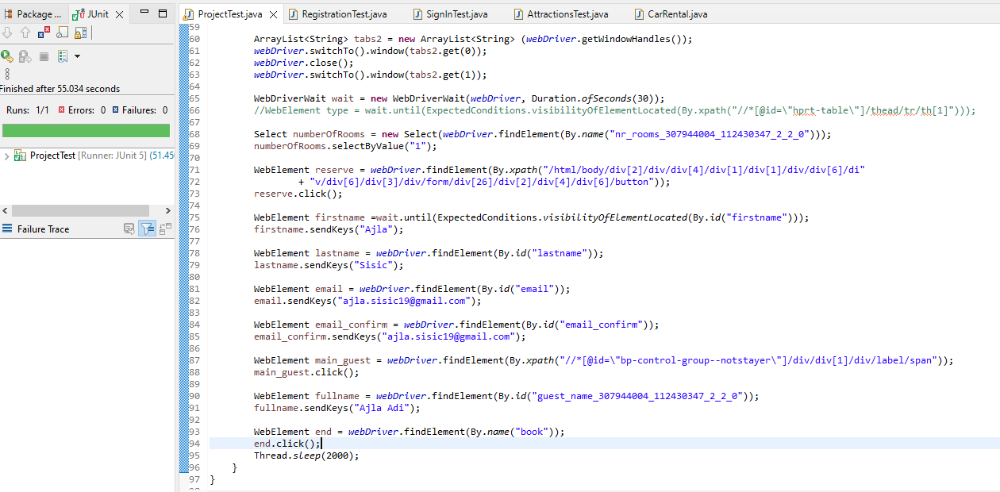 Package ...
JUnit
ProjectTest.java
RegistrationTest.java
SignInTest.java
AttractionsTest.java
CarRental.java
Finished after 55.034 seconds
Runs: 1/1 Errors: 0 Failures: 0
ProjectTest [Runner: JUnit 5] (51.45
Failure Trace
59
60 ArrayList<String> tabs2 = new ArrayList<String> (webDriver.getWindowHandles());
61 webDriver.switchTo().window(tabs2.get(0));
62 webDriver.close();
63 webDriver.switchTo().window(tabs2.get(1));
64
65 WebDriverWait wait = new WebDriverWait(webDriver, Duration.ofSeconds(30));
66 //WebElement type = wait.until(ExpectedConditions.visibilityOfElementLocated(By.xpath("//*[@id=\"hprt-table\"]/thead/tr/th[1]")));
67
68 Select numberOfRooms = new Select(webDriver.findElement(By.name("nr_rooms_307944004_112430347_2_2_0")));
69 numberOfRooms.selectByValue("1");
70
71 WebElement reserve = webDriver.findElement(By.xpath("/html/body/div[2]/div/div[4]/div[1]/div[1]/div/div[6]/di"
72 + "v/div[6]/div[3]/div/form/div[26]/div[2]/div[4]/div[6]/button"));
73 reserve.click();
74
75 WebElement firstname =wait.until(ExpectedConditions.visibilityOfElementLocated(By.id("firstname")));
76 firstname.sendKeys("Ajla");
77
78 WebElement lastname = webDriver.findElement(By.id("lastname"));
79 lastname.sendKeys("Sisic");
80
81 WebElement email = webDriver.findElement(By.id("email"));
82 email.sendKeys("ajla.sisic19@gmail.com");
83
84 WebElement email_confirm = webDriver.findElement(By.id("email_confirm"));
85 email_confirm.sendKeys("ajla.sisic19@gmail.com");
86
87 WebElement main_guest = webDriver.findElement(By.xpath("//*[@id=\"bp-control-group--notstayer\"]/div/div[1]/div/label/span"));
88 main_guest.click();
89
90 WebElement fullname = webDriver.findElement(By.id("guest_name_307944004_112430347_2_2_0"));
91 fullname.sendKeys("Ajla Adi");
92
93 WebElement end = webDriver.findElement(By.name("book"));
94 end.click();
95 Thread.sleep(2000);
96 }
97 }